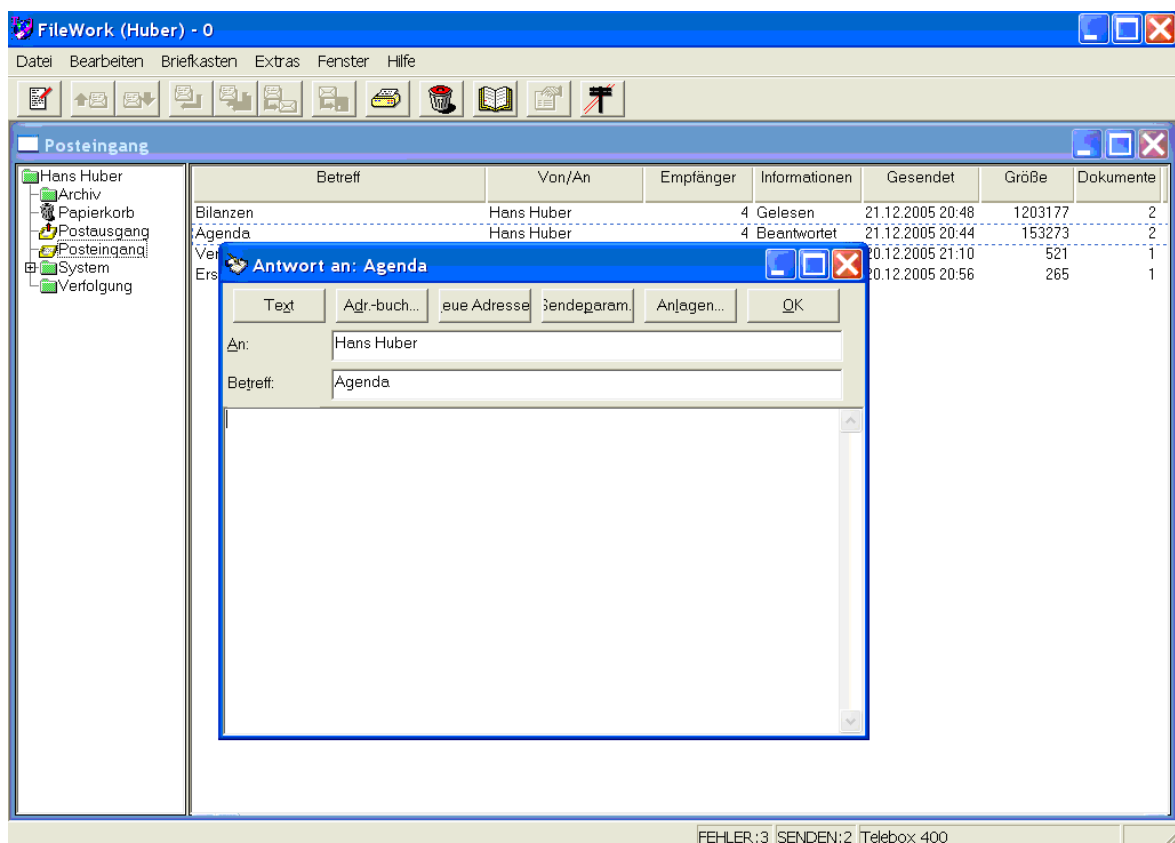 FileWork (Huber) - 0
Datei Bearbeiten Briefkasten Extras Fenster Hilfe
Posteingang
Hans Huber
Archiv
Papierkorb
Postausgang
Posteingang
System
Verfolgung
Betreff Von/An Empfänger Informationen Gesendet Größe Dokumente
Bilanzen Hans Huber 4 Gelesen 21.12.2005 20:48 1203177 2
Agenda Hans Huber 4 Beantwortet 21.12.2005 20:44 153273 2
Ver 20.12.2005 21:10 521 1
Ers 20.12.2005 20:56 265 1
Antwort an: Agenda
Text Adr.-buch... eue Adresse Sendeparam. Anlagen... OK
An: Hans Huber
Betreff: Agenda
FEHLER:3 SENDEN:2 Telebox 400